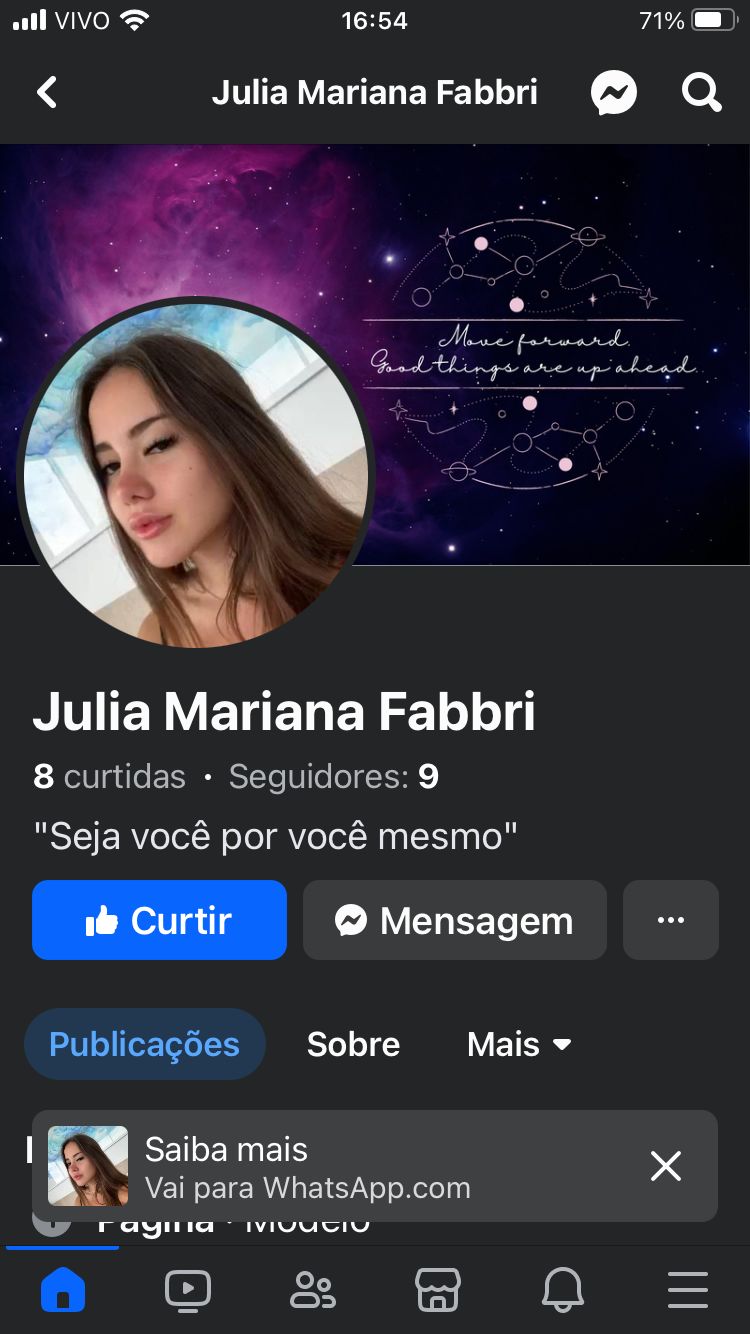 VIVO 16:54 71%
Julia Mariana Fabbri
Move forward.
Good things are up ahead.
Julia Mariana Fabbri
8 curtidas · Seguidores: 9
"Seja você por você mesmo"
Curtir Mensagem
Publicações Sobre Mais
Saiba mais
Vai para WhatsApp.com
Página · Modelo